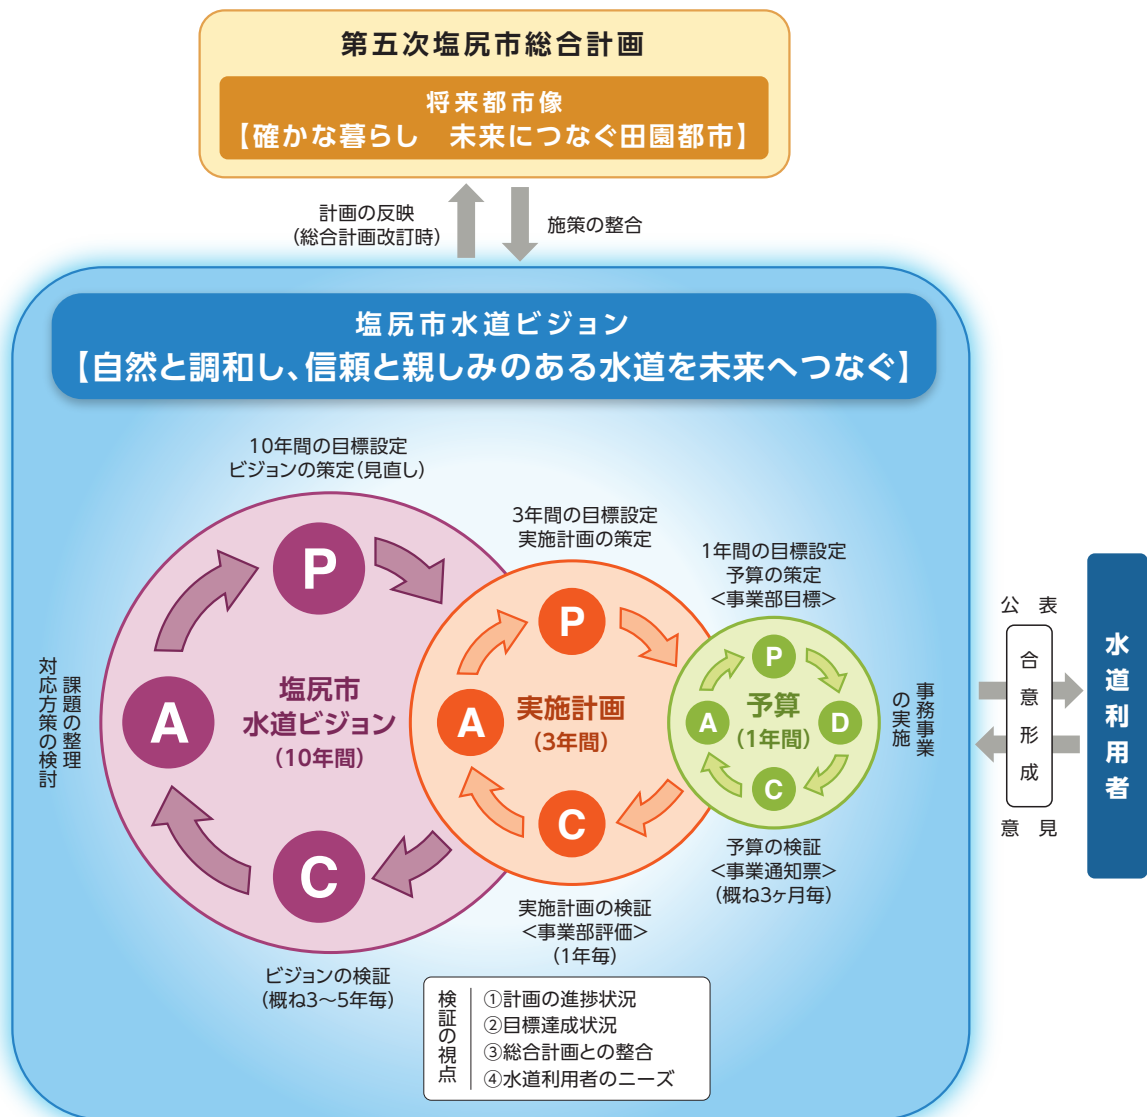 第五次塩尻市総合計画
将来都市像
【確かな暮らし　未来につなぐ田園都市】
計画の反映
(総合計画改訂時)
施策の整合
塩尻市水道ビジョン
【自然と調和し、信頼と親しみのある水道を未来へつなぐ】
10年間の目標設定
ビジョンの策定(見直し)
3年間の目標設定
実施計画の策定
1年間の目標設定
予算の策定
<事業部目標>
P
A
C
塩尻市
水道ビジョン
(10年間)
P
A
C
実施計画
(3年間)
P
A
D
C
予算
(1年間)
課題の整理
対応方策の検討
事務事業
の実施
公表
合意形成
意見
水道利用者
予算の検証
<事業通知票>
(概ね3ヶ月毎)
実施計画の検証
<事業部評価>
(1年毎)
ビジョンの検証
(概ね3〜5年毎)
検証の視点
①計画の進捗状況
②目標達成状況
③総合計画との整合
④水道利用者のニーズ